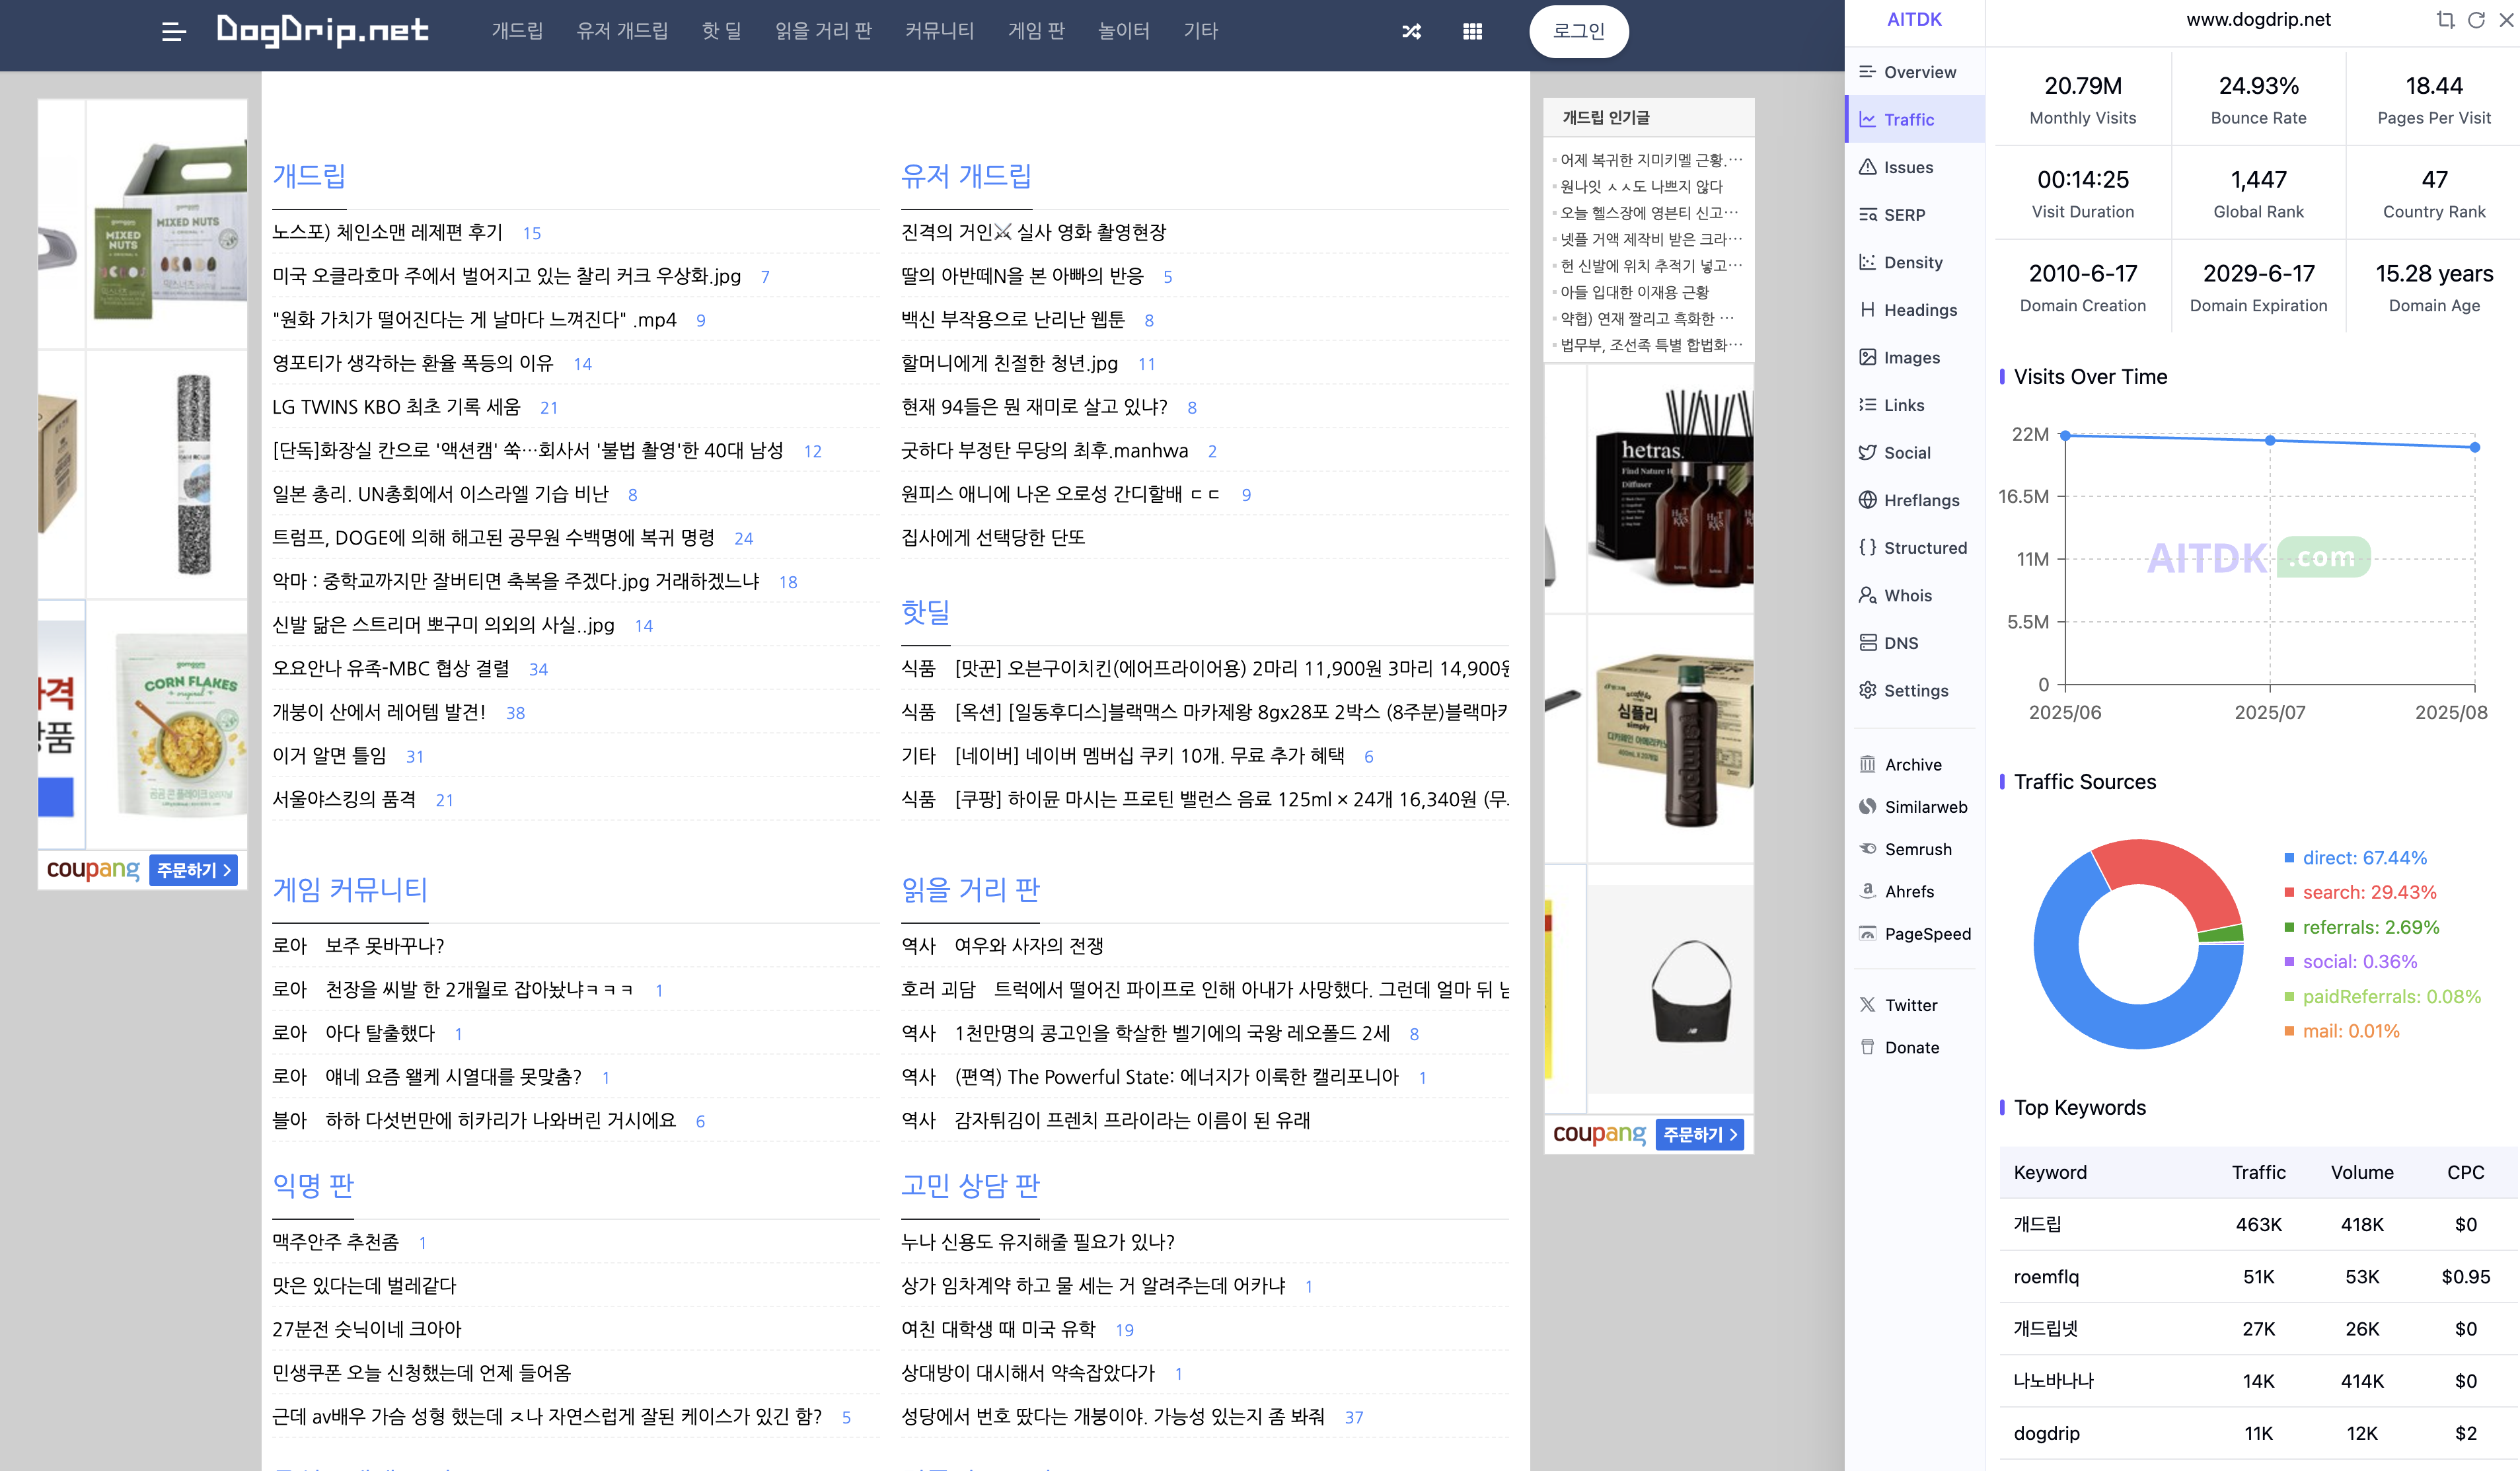 DogDrip.net
개드립 유저 개드립 핫 딜 읽을 거리 판 커뮤니티 게임 판 놀이터 기타
로그인
MIXED NUTS
MIXED NUTS
CORN FLAKES
original
coupang 주문하기
개드립
노스포) 체인소맨 레제편 후기 15
미국 오클라호마 주에서 벌어지고 있는 찰리 커크 우상화.jpg 7
"원화 가치가 떨어진다는 게 날마다 느껴진다" .mp4 9
영포티가 생각하는 환율 폭등의 이유 14
LG TWINS KBO 최초 기록 세움 21
[단독]화장실 칸으로 '액션캠' 쑥…회사서 '불법 촬영'한 40대 남성 12
일본 총리. UN총회에서 이스라엘 기습 비난 8
트럼프, DOGE에 의해 해고된 공무원 수백명에 복귀 명령 24
악마 : 중학교까지만 잘버티면 축복을 주겠다.jpg 거래하겠느냐 18
신발 닮은 스트리머 뽀구미 의외의 사실..jpg 14
오요안나 유족-MBC 협상 결렬 34
개붕이 산에서 레어템 발견! 38
이거 알면 틀임 31
서울야스킹의 품격 21
유저 개드립
진격의 거인⚔ 실사 영화 촬영현장
딸의 아반떼N을 본 아빠의 반응 5
백신 부작용으로 난리난 웹툰 8
할머니에게 친절한 청년.jpg 11
현재 94들은 뭔 재미로 살고 있냐? 8
굿하다 부정탄 무당의 최후.manhwa 2
원피스 애니에 나온 오로성 간디할배 ㄷㄷ 9
집사에게 선택당한 단또
핫딜
식품 [맛꾼] 오븐구이치킨(에어프라이어용) 2마리 11,900원 3마리 14,900원
식품 [옥션] [일동후디스]블랙맥스 마카제왕 8gx28포 2박스 (8주분)블랙마카
기타 [네이버] 네이버 멤버십 쿠키 10개. 무료 추가 혜택 6
식품 [쿠팡] 하이뮨 마시는 프로틴 밸런스 음료 125ml × 24개 16,340원 (무
게임 커뮤니티
로아 보주 못바꾸나?
로아 천장을 씨발 한 2개월로 잡아놨냐ㅋㅋㅋ 1
로아 아다 탈출했다 1
로아 얘네 요즘 왤케 시열대를 못맞춤? 1
블아 하하 다섯번만에 히카리가 나와버린 거시에요 6
읽을 거리 판
역사 여우와 사자의 전쟁
호러 괴담 트럭에서 떨어진 파이프로 인해 아내가 사망했다. 그런데 얼마 뒤
역사 1천만명의 콩고인을 학살한 벨기에의 국왕 레오폴드 2세 8
역사 (편역) The Powerful State: 에너지가 이룩한 캘리포니아 1
역사 감자튀김이 프렌치 프라이라는 이름이 된 유래
익명 판
맥주안주 추천좀 1
맛은 있다는데 벌레같다
27분전 숫닉이네 크아아
민생쿠폰 오늘 신청했는데 언제 들어옴
근데 av배우 가슴 성형 했는데 ㅈ나 자연스럽게 잘된 케이스가 있긴 함? 5
고민 상담 판
누나 신용도 유지해줄 필요가 있나?
상가 임차계약 하고 물 세는 거 알려주는데 어카냐 1
여친 대학생 때 미국 유학 19
상대방이 대시해서 약속잡았다가 1
성당에서 번호 땄다는 개붕이야. 가능성 있는지 좀 봐줘 37
개드립 인기글
어제 복귀한 지미키멜 근황.…
원나잇 ㅅㅅ도 나쁘지 않다
오늘 헬스장에 영븐티 신고…
넷플 거액 제작비 받은 크라…
헌 신발에 위치 추적기 넣고…
아들 입대한 이재용 근황
약협) 연재 짤리고 흑화한 …
법무부, 조선족 특별 합법화…
hetras.
Diffuser
심플리
simply
coupang 주문하기
AITDK
Overview
Traffic
Issues
SERP
Density
Headings
Images
Links
Social
Hreflangs
Structured
Whois
DNS
Settings
Archive
Similarweb
Semrush
Ahrefs
PageSpeed
Twitter
Donate
www.dogdrip.net
20.79M 24.93% 18.44
Monthly Visits Bounce Rate Pages Per Visit
00:14:25 1,447 47
Visit Duration Global Rank Country Rank
2010-6-17 2029-6-17 15.28 years
Domain Creation Domain Expiration Domain Age
Visits Over Time
22M
16.5M
11M
5.5M
0
AITDK .com
2025/06 2025/07 2025/08
Traffic Sources
direct: 67.44%
search: 29.43%
referrals: 2.69%
social: 0.36%
paidReferrals: 0.08%
mail: 0.01%
Top Keywords
Keyword Traffic Volume CPC
개드립 463K 418K $0
roemflq 51K 53K $0.95
개드립넷 27K 26K $0
나노바나나 14K 414K $0
dogdrip 11K 12K $2